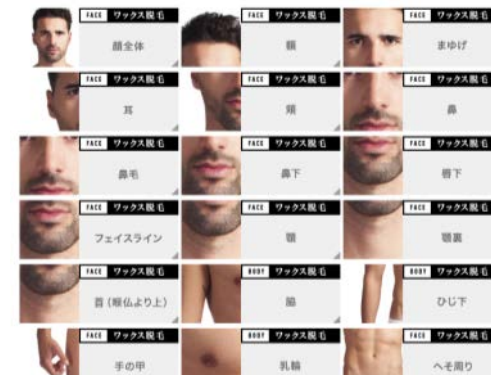 FACE ワックス脱毛
顔全体
FACE ワックス脱毛
額
FACE ワックス脱毛
まゆげ
FACE ワックス脱毛
耳
FACE ワックス脱毛
頬
FACE ワックス脱毛
鼻
FACE ワックス脱毛
鼻毛
FACE ワックス脱毛
鼻下
FACE ワックス脱毛
唇下
FACE ワックス脱毛
フェイスライン
FACE ワックス脱毛
顎
FACE ワックス脱毛
顎裏
FACE ワックス脱毛
首（喉仏より上）
BODY ワックス脱毛
脇
BODY ワックス脱毛
ひじ下
FACE ワックス脱毛
手の甲
BODY ワックス脱毛
乳輪
FACE ワックス脱毛
へそ周り